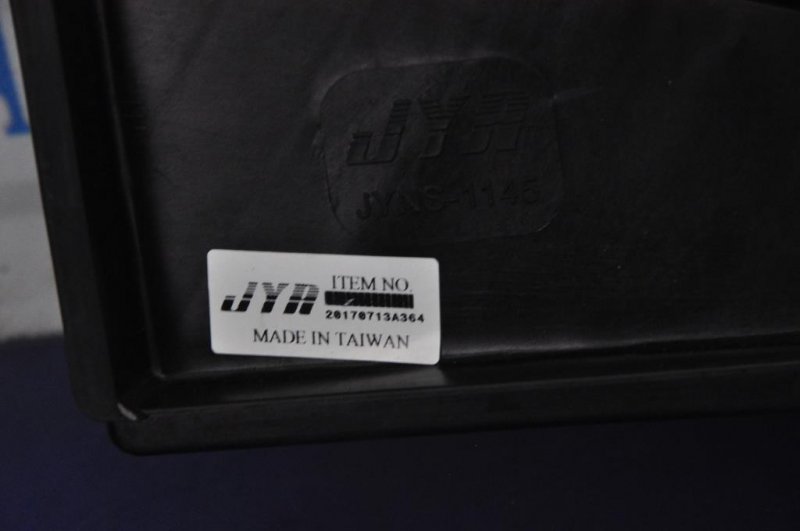 JYR
JYNS-1145
JYR ITEM NO.
20170713A364
MADE IN TAIWAN